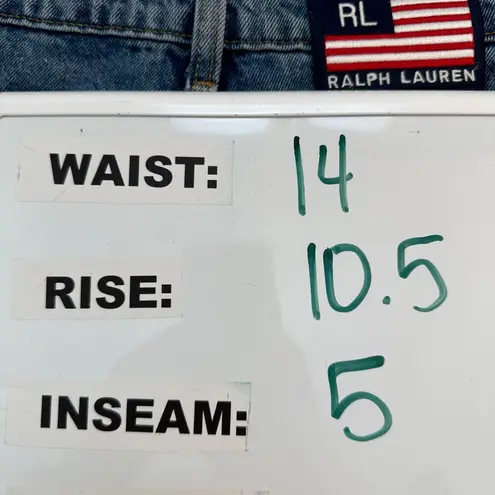 RL
RALPH LAUREN
WAIST: 14
RISE: 10.5
INSEAM: 5